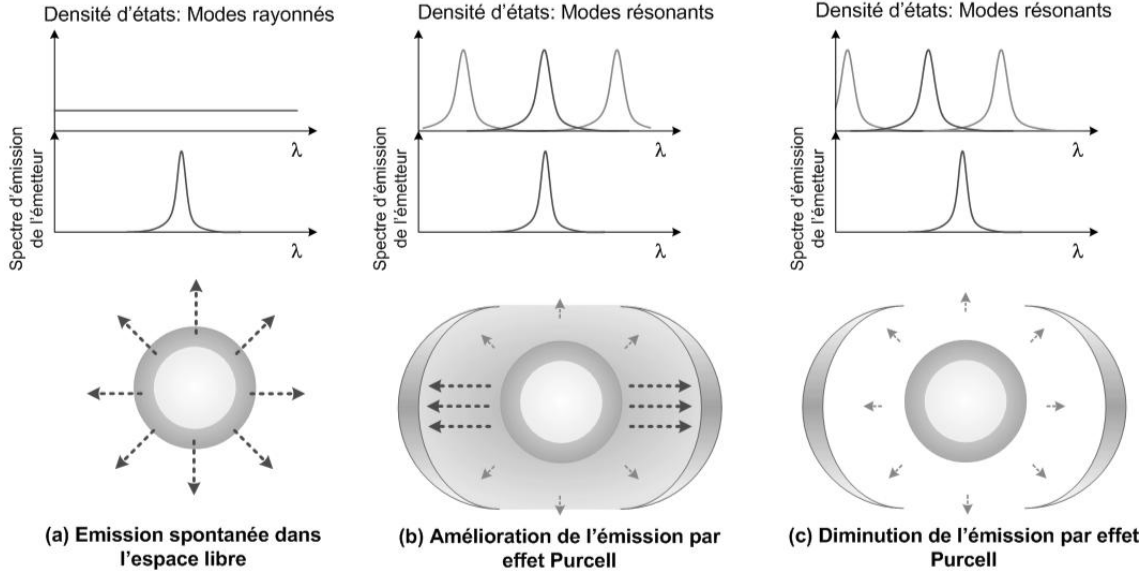 Densité d'états: Modes rayonnés
λ
Spectre d'émission
de l'émetteur
λ
(a) Emission spontanée dans
l'espace libre
Densité d'états: Modes résonants
λ
Spectre d'émission
de l'émetteur
λ
(b) Amélioration de l'émission par
effet Purcell
Densité d'états: Modes résonants
λ
Spectre d'émission
de l'émetteur
λ
(c) Diminution de l'émission par effet
Purcell